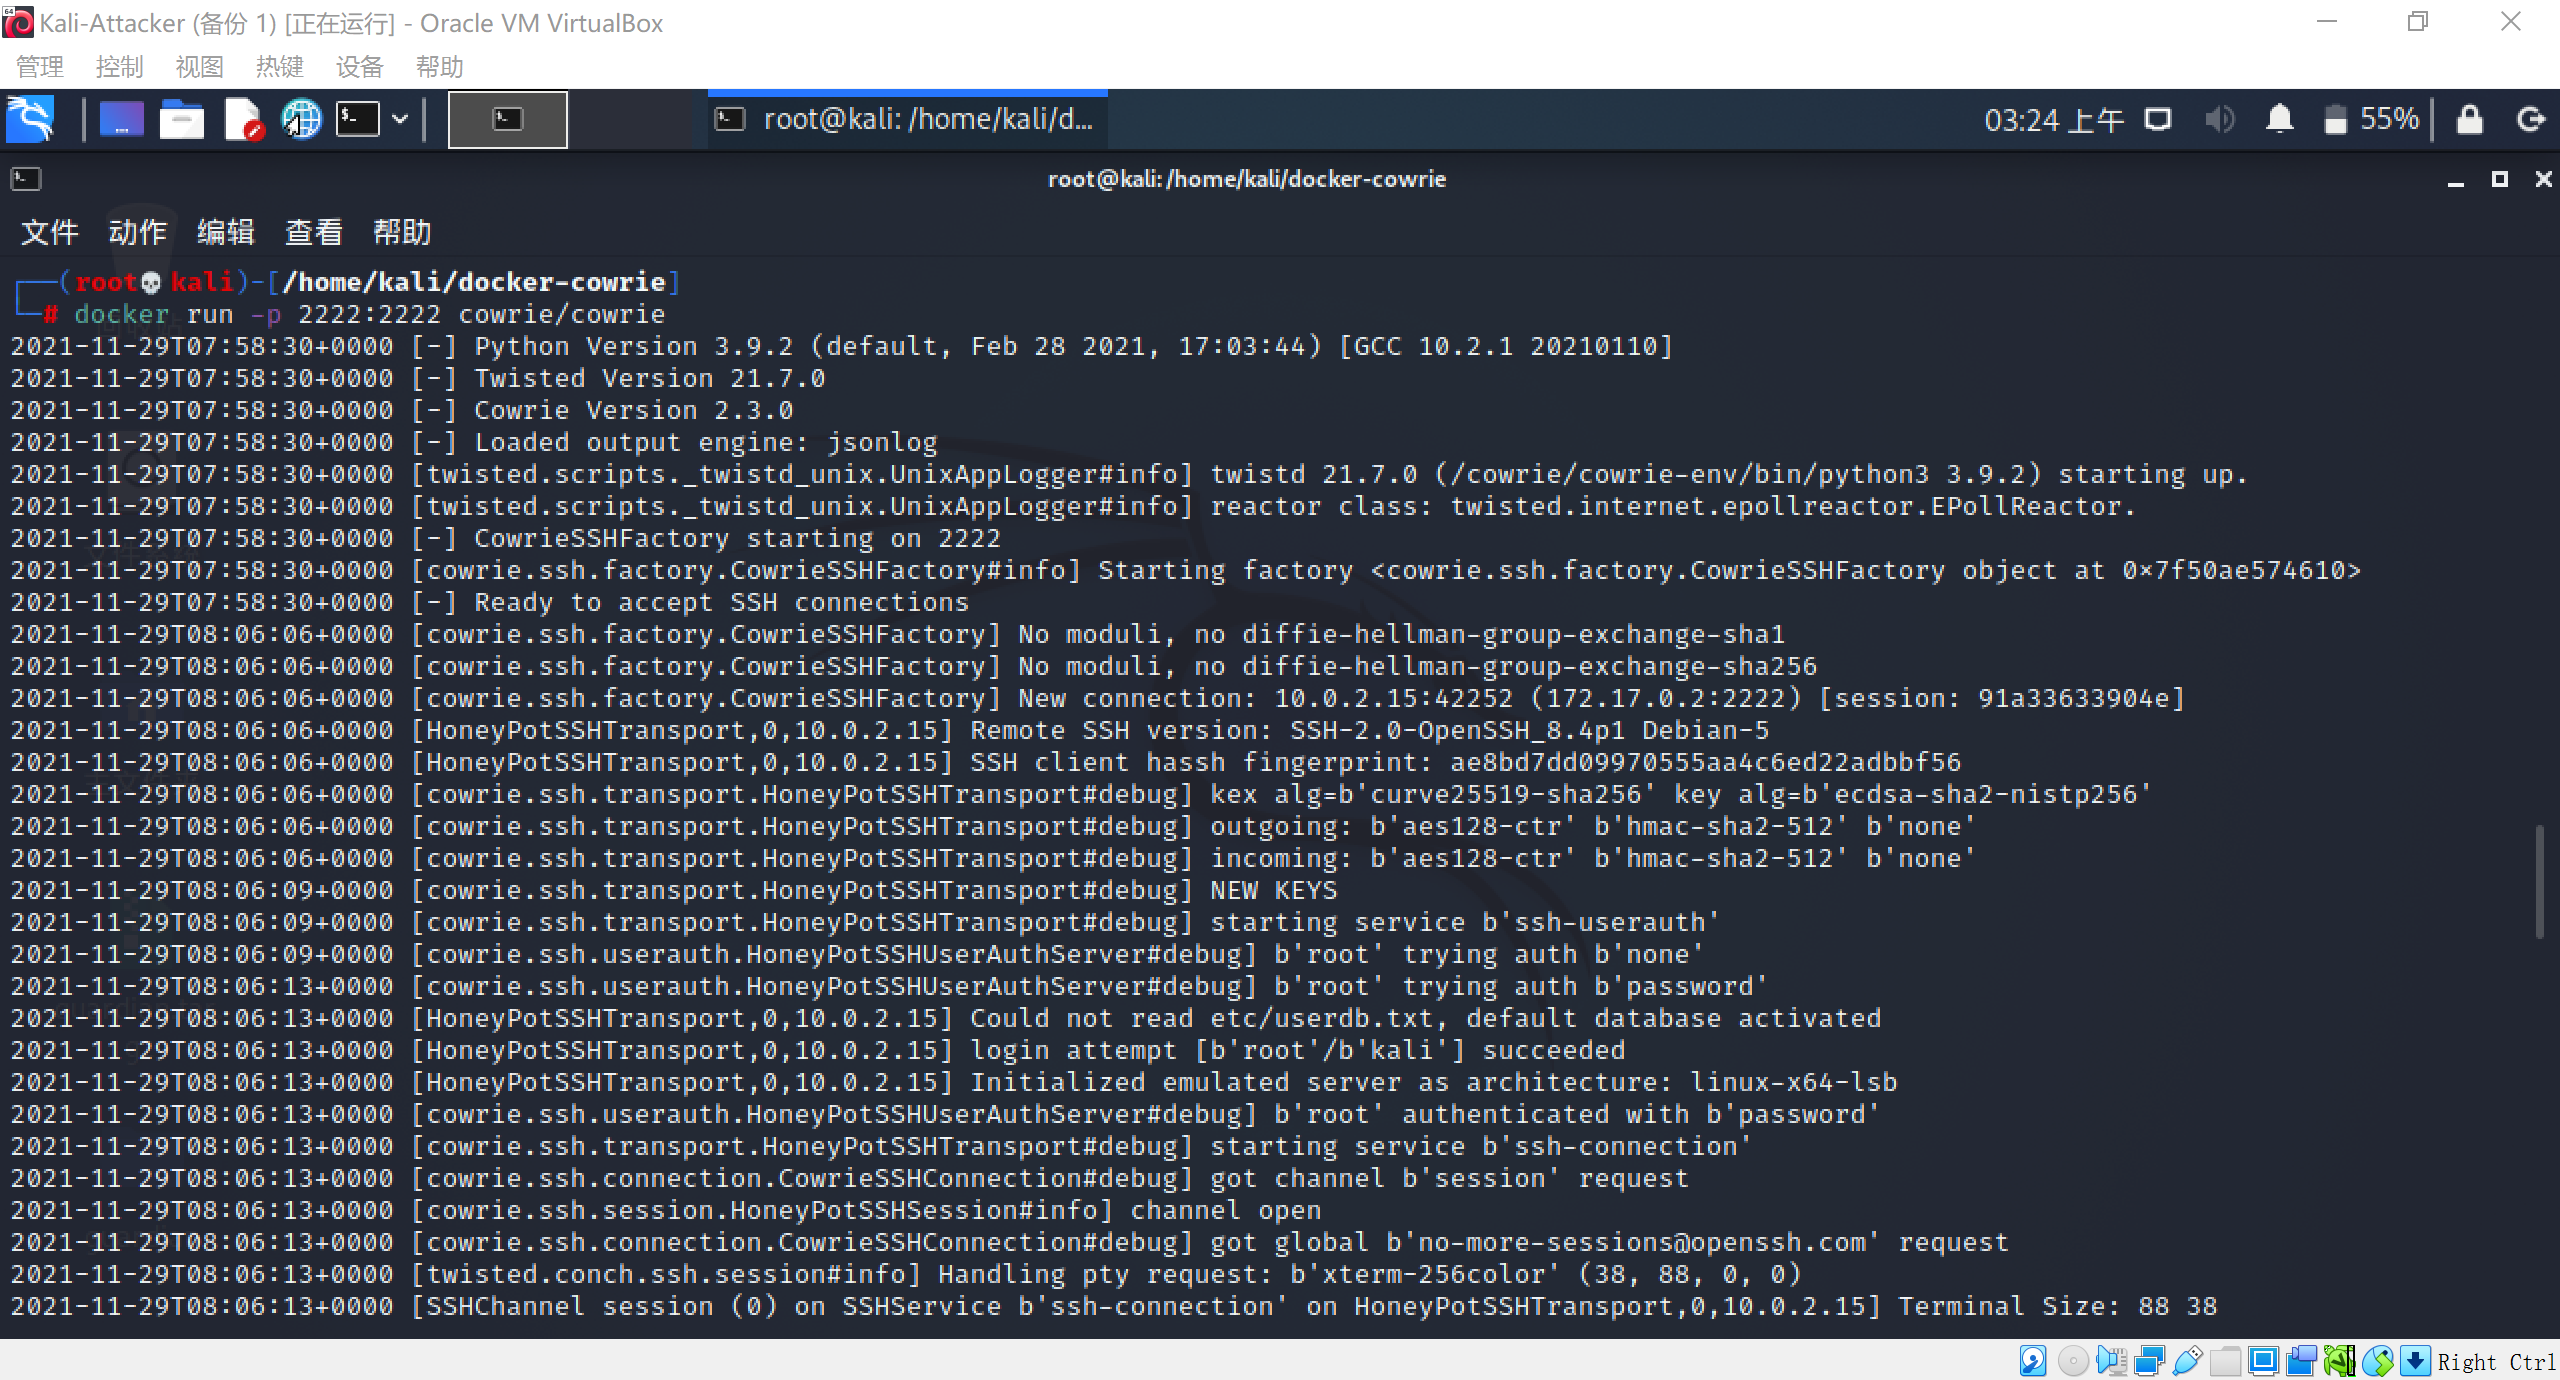 Kali-Attacker (备份 1) [正在运行] - Oracle VM VirtualBox
管理 控制 视图 热键 设备 帮助
root@kali: /home/kali/d... 03:24 上午 55%
root@kali: /home/kali/docker-cowrie
文件 动作 编辑 查看 帮助
┌──(root💀kali)-[/home/kali/docker-cowrie]
└─# docker run -p 2222:2222 cowrie/cowrie
2021-11-29T07:58:30+0000 [-] Python Version 3.9.2 (default, Feb 28 2021, 17:03:44) [GCC 10.2.1 20210110]
2021-11-29T07:58:30+0000 [-] Twisted Version 21.7.0
2021-11-29T07:58:30+0000 [-] Cowrie Version 2.3.0
2021-11-29T07:58:30+0000 [-] Loaded output engine: jsonlog
2021-11-29T07:58:30+0000 [twisted.scripts._twistd_unix.UnixAppLogger#info] twistd 21.7.0 (/cowrie/cowrie-env/bin/python3 3.9.2) starting up.
2021-11-29T07:58:30+0000 [twisted.scripts._twistd_unix.UnixAppLogger#info] reactor class: twisted.internet.epollreactor.EPollReactor.
2021-11-29T07:58:30+0000 [-] CowrieSSHFactory starting on 2222
2021-11-29T07:58:30+0000 [cowrie.ssh.factory.CowrieSSHFactory#info] Starting factory <cowrie.ssh.factory.CowrieSSHFactory object at 0×7f50ae574610>
2021-11-29T07:58:30+0000 [-] Ready to accept SSH connections
2021-11-29T08:06:06+0000 [cowrie.ssh.factory.CowrieSSHFactory] No moduli, no diffie-hellman-group-exchange-sha1
2021-11-29T08:06:06+0000 [cowrie.ssh.factory.CowrieSSHFactory] No moduli, no diffie-hellman-group-exchange-sha256
2021-11-29T08:06:06+0000 [cowrie.ssh.factory.CowrieSSHFactory] New connection: 10.0.2.15:42252 (172.17.0.2:2222) [session: 91a33633904e]
2021-11-29T08:06:06+0000 [HoneyPotSSHTransport,0,10.0.2.15] Remote SSH version: SSH-2.0-OpenSSH_8.4p1 Debian-5
2021-11-29T08:06:06+0000 [HoneyPotSSHTransport,0,10.0.2.15] SSH client hassh fingerprint: ae8bd7dd09970555aa4c6ed22adbbf56
2021-11-29T08:06:06+0000 [cowrie.ssh.transport.HoneyPotSSHTransport#debug] kex alg=b'curve25519-sha256' key alg=b'ecdsa-sha2-nistp256'
2021-11-29T08:06:06+0000 [cowrie.ssh.transport.HoneyPotSSHTransport#debug] outgoing: b'aes128-ctr' b'hmac-sha2-512' b'none'
2021-11-29T08:06:06+0000 [cowrie.ssh.transport.HoneyPotSSHTransport#debug] incoming: b'aes128-ctr' b'hmac-sha2-512' b'none'
2021-11-29T08:06:09+0000 [cowrie.ssh.transport.HoneyPotSSHTransport#debug] NEW KEYS
2021-11-29T08:06:09+0000 [cowrie.ssh.transport.HoneyPotSSHTransport#debug] starting service b'ssh-userauth'
2021-11-29T08:06:09+0000 [cowrie.ssh.userauth.HoneyPotSSHUserAuthServer#debug] b'root' trying auth b'none'
2021-11-29T08:06:13+0000 [cowrie.ssh.userauth.HoneyPotSSHUserAuthServer#debug] b'root' trying auth b'password'
2021-11-29T08:06:13+0000 [HoneyPotSSHTransport,0,10.0.2.15] Could not read etc/userdb.txt, default database activated
2021-11-29T08:06:13+0000 [HoneyPotSSHTransport,0,10.0.2.15] login attempt [b'root'/b'kali'] succeeded
2021-11-29T08:06:13+0000 [HoneyPotSSHTransport,0,10.0.2.15] Initialized emulated server as architecture: linux-x64-lsb
2021-11-29T08:06:13+0000 [cowrie.ssh.userauth.HoneyPotSSHUserAuthServer#debug] b'root' authenticated with b'password'
2021-11-29T08:06:13+0000 [cowrie.ssh.transport.HoneyPotSSHTransport#debug] starting service b'ssh-connection'
2021-11-29T08:06:13+0000 [cowrie.ssh.connection.CowrieSSHConnection#debug] got channel b'session' request
2021-11-29T08:06:13+0000 [cowrie.ssh.session.HoneyPotSSHSession#info] channel open
2021-11-29T08:06:13+0000 [cowrie.ssh.connection.CowrieSSHConnection#debug] got global b'no-more-sessions@openssh.com' request
2021-11-29T08:06:13+0000 [twisted.conch.ssh.session#info] Handling pty request: b'xterm-256color' (38, 88, 0, 0)
2021-11-29T08:06:13+0000 [SSHChannel session (0) on SSHService b'ssh-connection' on HoneyPotSSHTransport,0,10.0.2.15] Terminal Size: 88 38
Right Ctrl